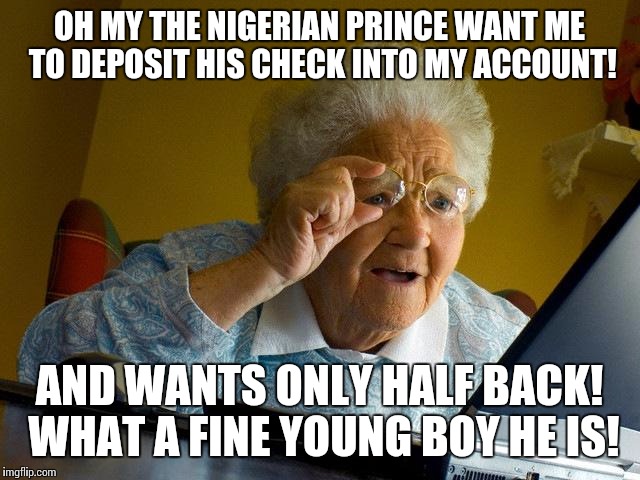 OH MY THE NIGERIAN PRINCE WANT ME
TO DEPOSIT HIS CHECK INTO MY ACCOUNT!
AND WANTS ONLY HALF BACK!
WHAT A FINE YOUNG BOY HE IS!
imgflip.com